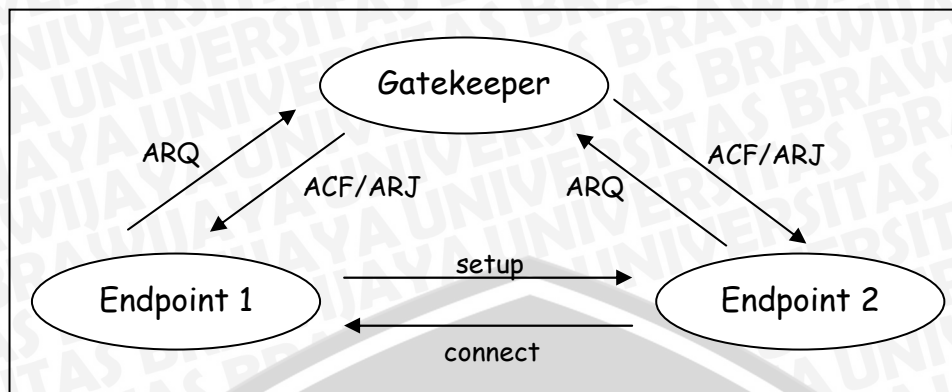 Gatekeeper
ARQ
ACF/ARJ
ARQ
ACF/ARJ
setup
Endpoint 1
Endpoint 2
connect